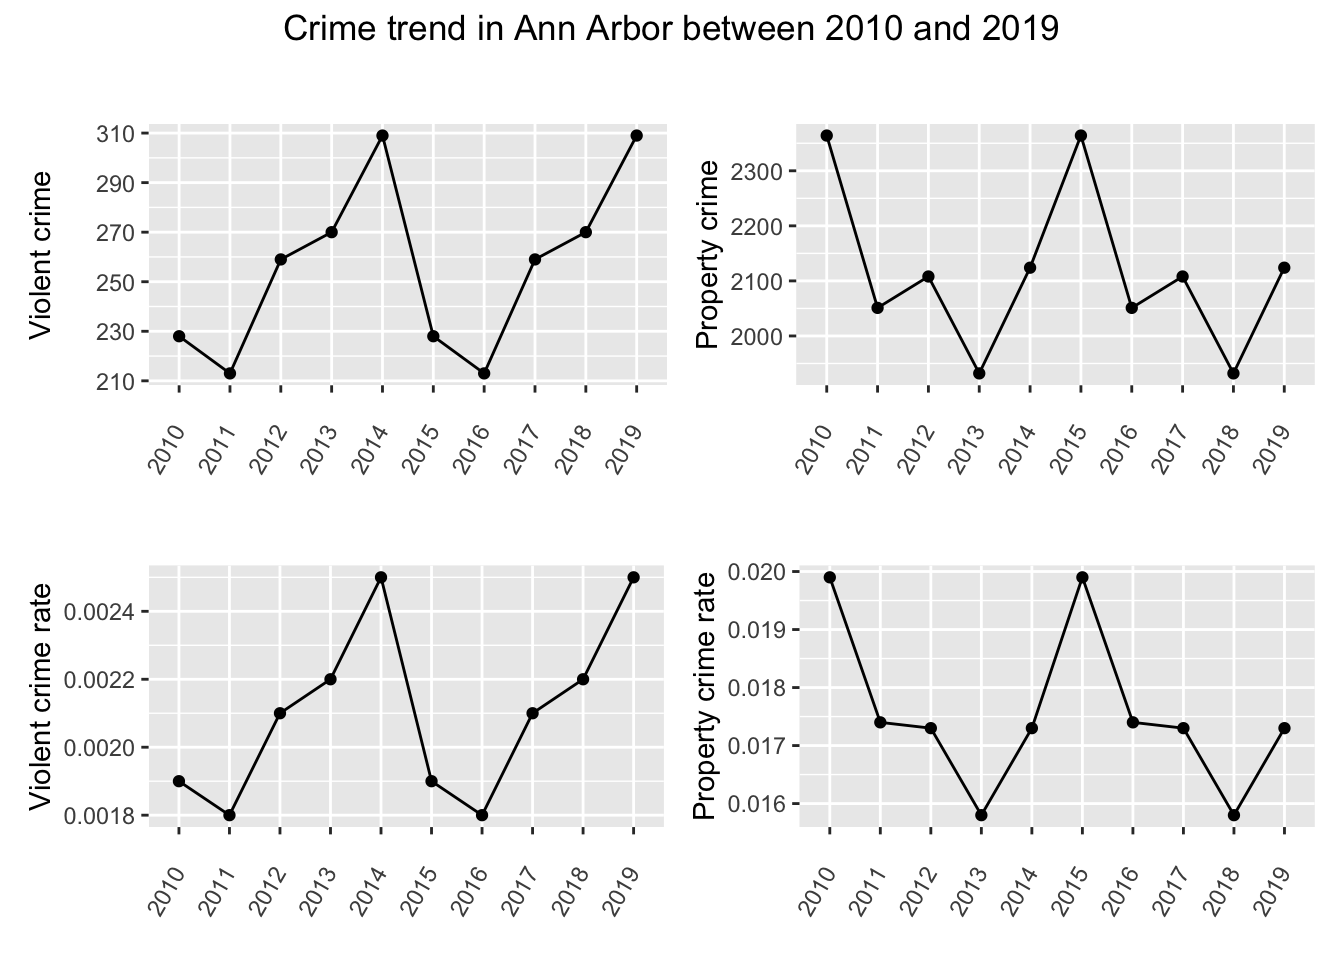 Crime trend in Ann Arbor between 2010 and 2019
Violent crime
310
290
270
250
230
210
2010 2011 2012 2013 2014 2015 2016 2017 2018 2019
Property crime
2300
2200
2100
2000
2010 2011 2012 2013 2014 2015 2016 2017 2018 2019
Violent crime rate
0.0024
0.0022
0.0020
0.0018
2010 2011 2012 2013 2014 2015 2016 2017 2018 2019
Property crime rate
0.020
0.019
0.018
0.017
0.016
2010 2011 2012 2013 2014 2015 2016 2017 2018 2019